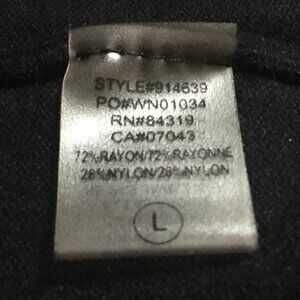 STYLE#914639
PO#WN01034
RN#84319
CA#07043
72%RAYON/72%RAYONNE
28%NYLON/28%NYLON
L